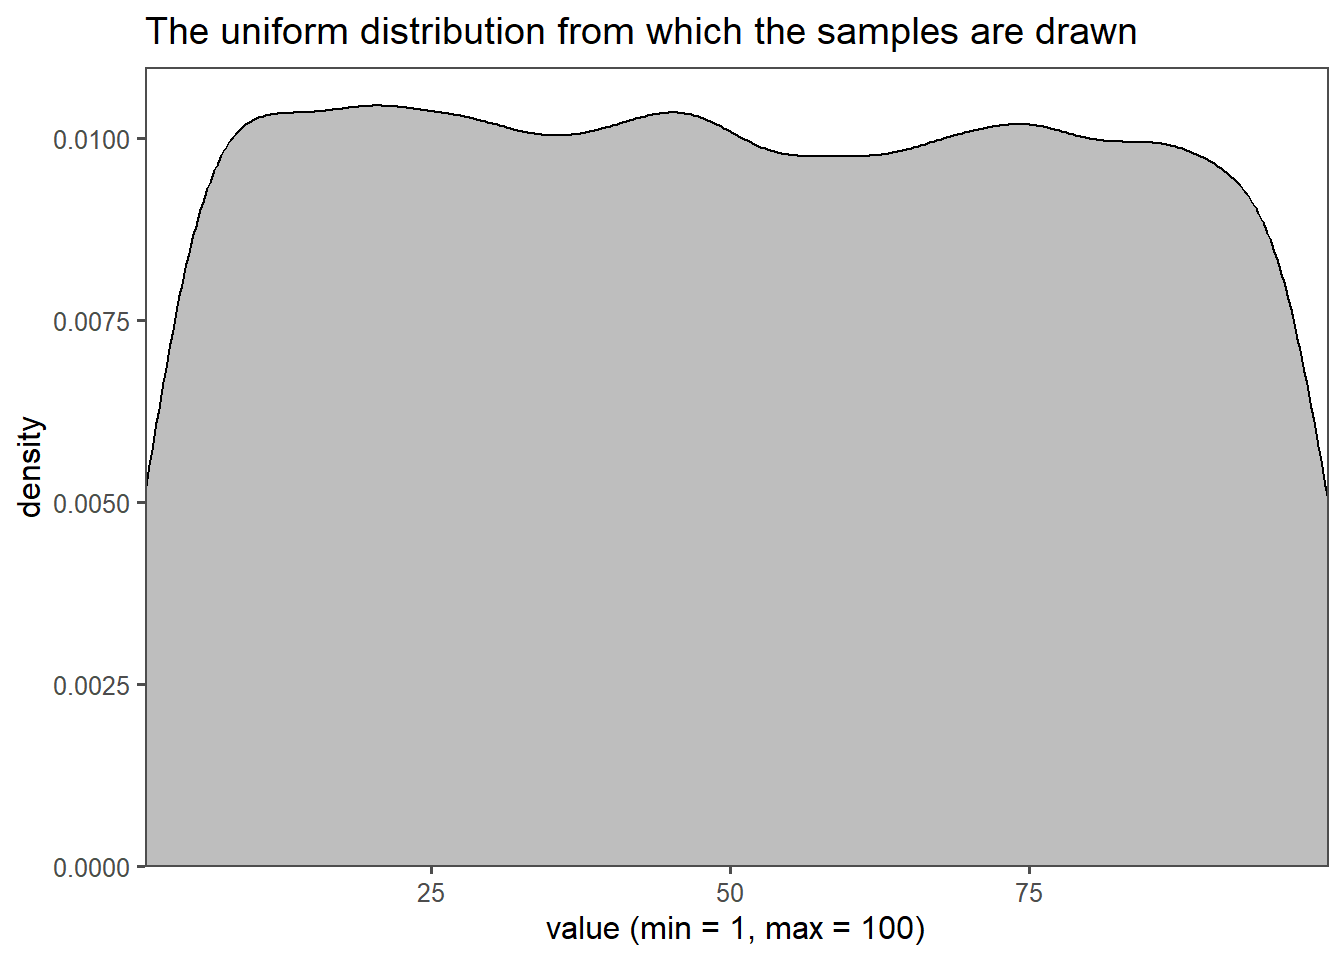 The uniform distribution from which the samples are drawn
0.0100
0.0075
0.0050
0.0025
0.0000
density
25 50 75
value (min = 1, max = 100)